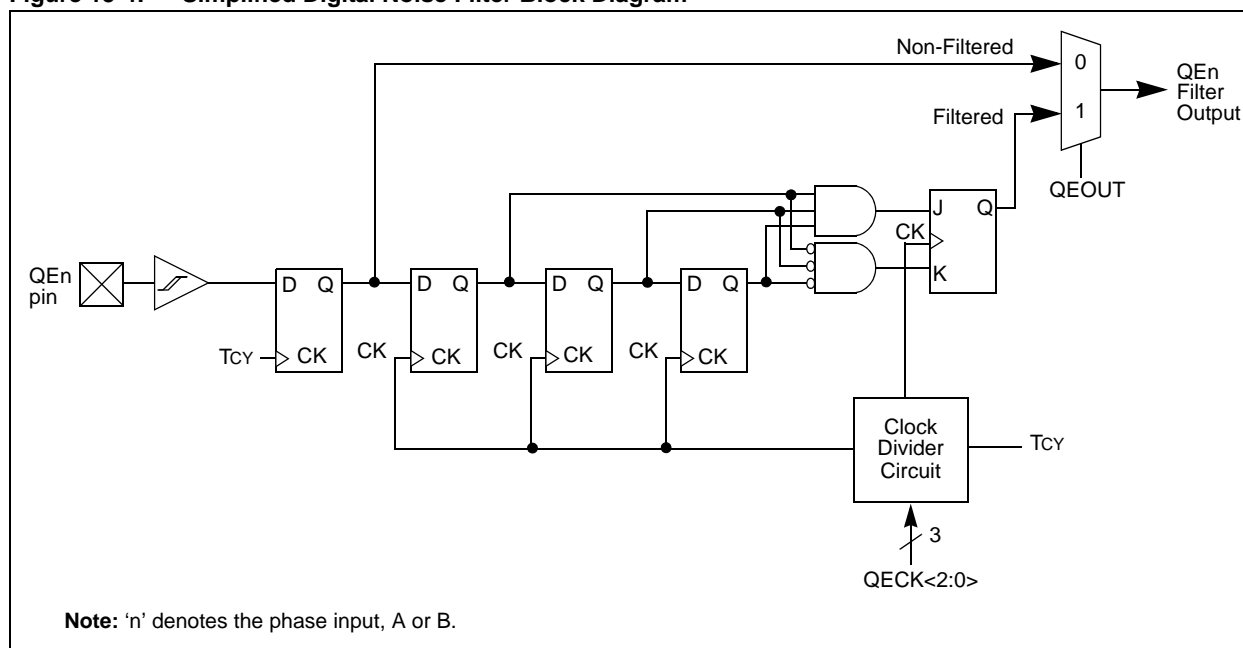 Non-Filtered
0
QEn
Filter
Output
Filtered
1
QEOUT
J Q
CK
K
QEn
pin
D Q
D Q
D Q
D Q
TCY
CK
CK
CK
CK
CK
CK
CK
Clock
Divider
Circuit
TCY
3
QECK<2:0>
Note: ‘n’ denotes the phase input, A or B.